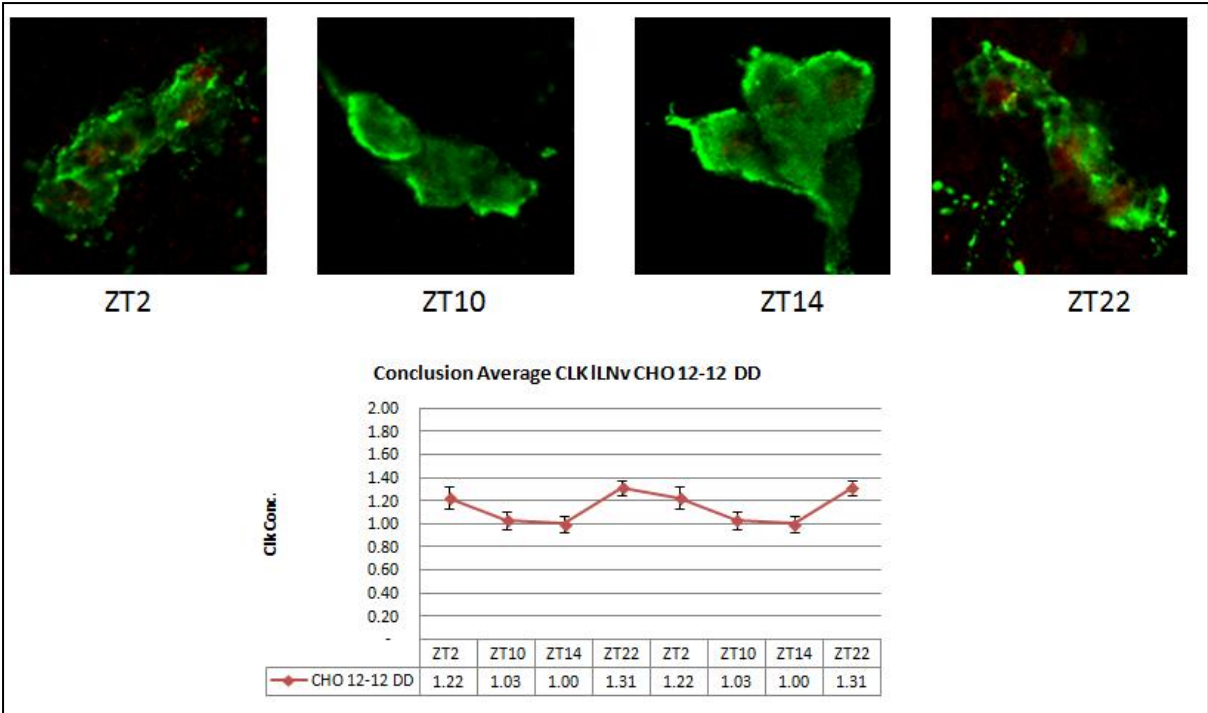 ZT2 ZT10 ZT14 ZT22
Conclusion Average CLK lLNv CHO 12-12 DD
Clk Conc.
2.00
1.80
1.60
1.40
1.20
1.00
0.80
0.60
0.40
0.20
-
ZT2 ZT10 ZT14 ZT22 ZT2 ZT10 ZT14 ZT22
CHO 12-12 DD 1.22 1.03 1.00 1.31 1.22 1.03 1.00 1.31